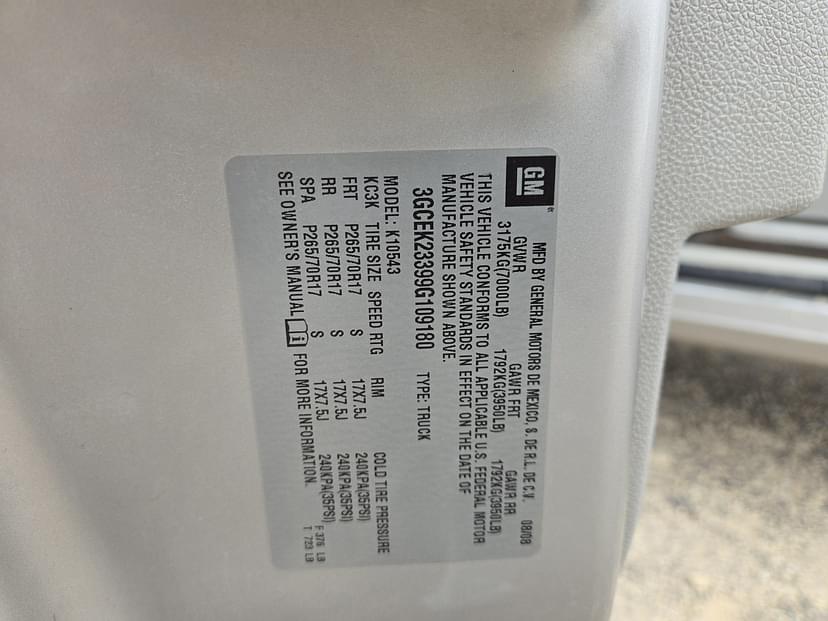 GM
MFD BY GENERAL MOTORS DE MEXICO, S. DE R.L. DE C.V. 08/08
GVWR GAWR FRT GAWR RR
3175KG(7000LB) 1792KG(3950LB) 1792KG(3950LB)
THIS VEHICLE CONFORMS TO ALL APPLICABLE U.S. FEDERAL MOTOR
VEHICLE SAFETY STANDARDS IN EFFECT ON THE DATE OF
MANUFACTURE SHOWN ABOVE.
3GCEK23399G109180 TYPE: TRUCK
MODEL: K10543
KC3K TIRE SIZE SPEED RTG RIM COLD TIRE PRESSURE
FRT P265/70R17 S 17X7.5J 240KPA(35PSI)
RR P265/70R17 S 17X7.5J 240KPA(35PSI)
SPA P265/70R17 S 17X7.5J 240KPA(35PSI)
SEE OWNER'S MANUAL FOR MORE INFORMATION.
F 376 LB
T 723 LB